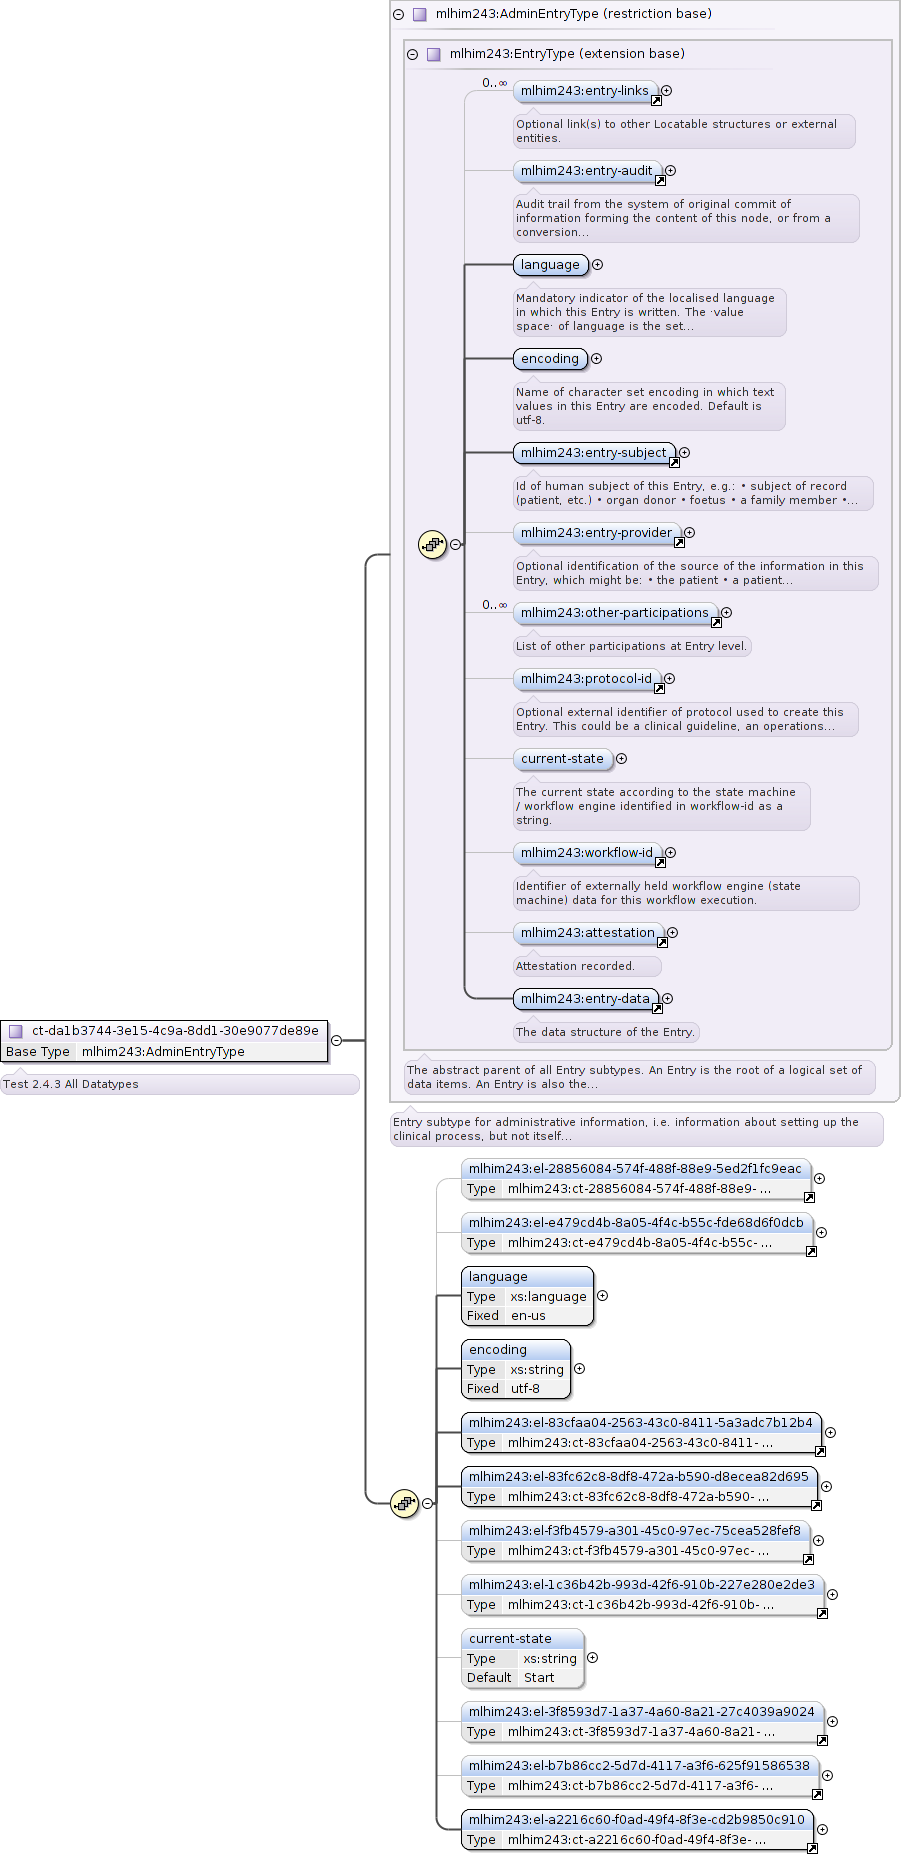 mlhim243:AdminEntryType (restriction base)
mlhim243:EntryType (extension base)
0..∞
mlhim243:entry-links
Optional link(s) to other Locatable structures or external
entities.
mlhim243:entry-audit
Audit trail from the system of original commit of
information forming the content of this node, or from a
conversion...
language
Mandatory indicator of the localised language
in which this Entry is written. The ·value
space· of language is the set...
encoding
Name of character set encoding in which text
values in this Entry are encoded. Default is
utf-8.
mlhim243:entry-subject
Id of human subject of this Entry, e.g.: • subject of record
(patient, etc.) • organ donor • foetus • a family member •...
mlhim243:entry-provider
Optional identification of the source of the information in this
Entry, which might be: • the patient • a patient...
0..∞
mlhim243:other-participations
List of other participations at Entry level.
mlhim243:protocol-id
Optional external identifier of protocol used to create this
Entry. This could be a clinical guideline, an operations...
current-state
The current state according to the state machine
/ workflow engine identified in workflow-id as a
string.
mlhim243:workflow-id
Identifier of externally held workflow engine (state
machine) data for this workflow execution.
mlhim243:attestation
Attestation recorded.
mlhim243:entry-data
The data structure of the Entry.
ct-da1b3744-3e15-4c9a-8dd1-30e9077de89e
Base Type mlhim243:AdminEntryType
Test 2.4.3 All Datatypes
The abstract parent of all Entry subtypes. An Entry is the root of a logical set of
data items. An Entry is also the...
Entry subtype for administrative information, i.e. information about setting up the
clinical process, but not itself...
mlhim243:el-28856084-574f-488f-88e9-5ed2f1fc9eac
Type mlhim243:ct-28856084-574f-488f-88e9- ...
mlhim243:el-e479cd4b-8a05-4f4c-b55c-fde68d6f0dcb
Type mlhim243:ct-e479cd4b-8a05-4f4c-b55c- ...
language
Type xs:language
Fixed en-us
encoding
Type xs:string
Fixed utf-8
mlhim243:el-83cfaa04-2563-43c0-8411-5a3adc7b12b4
Type mlhim243:ct-83cfaa04-2563-43c0-8411- ...
mlhim243:el-83fc62c8-8df8-472a-b590-d8ecea82d695
Type mlhim243:ct-83fc62c8-8df8-472a-b590- ...
mlhim243:el-f3fb4579-a301-45c0-97ec-75cea528fef8
Type mlhim243:ct-f3fb4579-a301-45c0-97ec- ...
mlhim243:el-1c36b42b-993d-42f6-910b-227e280e2de3
Type mlhim243:ct-1c36b42b-993d-42f6-910b- ...
current-state
Type xs:string
Default Start
mlhim243:el-3f8593d7-1a37-4a60-8a21-27c4039a9024
Type mlhim243:ct-3f8593d7-1a37-4a60-8a21- ...
mlhim243:el-b7b86cc2-5d7d-4117-a3f6-625f91586538
Type mlhim243:ct-b7b86cc2-5d7d-4117-a3f6- ...
mlhim243:el-a2216c60-f0ad-49f4-8f3e-cd2b9850c910
Type mlhim243:ct-a2216c60-f0ad-49f4-8f3e- ...